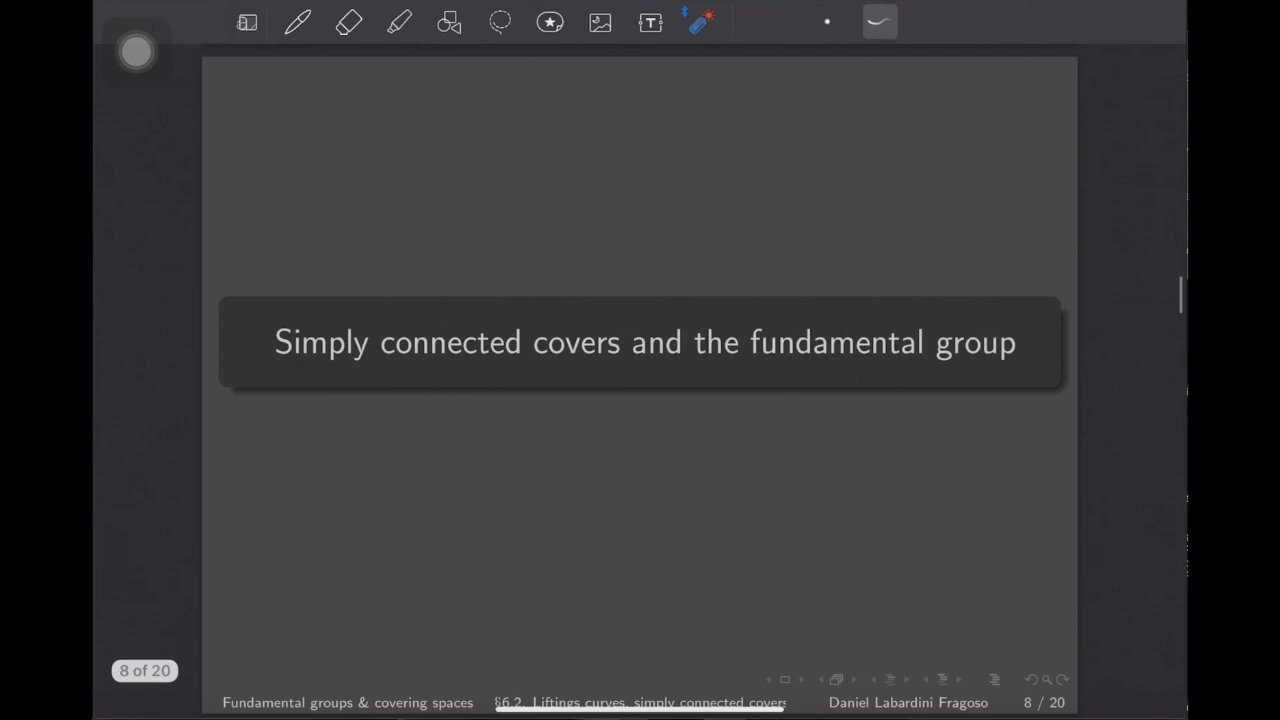 Simply connected covers and the fundamental group
8 of 20
Fundamental groups & covering spaces §6.2. Liftings curves, simply connected covers Daniel Labardini Fragoso 8 / 20